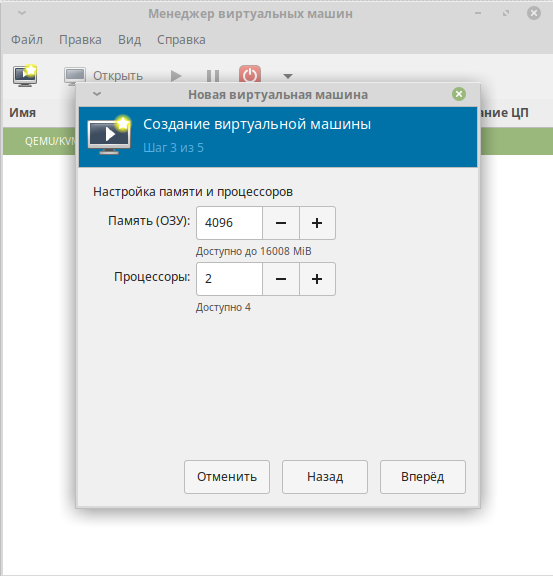 Менеджер виртуальных машин
Файл Правка Вид Справка
Открыть
Новая виртуальная машина
Имя
ЦП
QEMU/KVM
Создание виртуальной машины
Шаг 3 из 5
Настройка памяти и процессоров
Память (ОЗУ): 4096
Доступно до 16008 MiB
Процессоры: 2
Доступно 4
Отменить Назад Вперёд